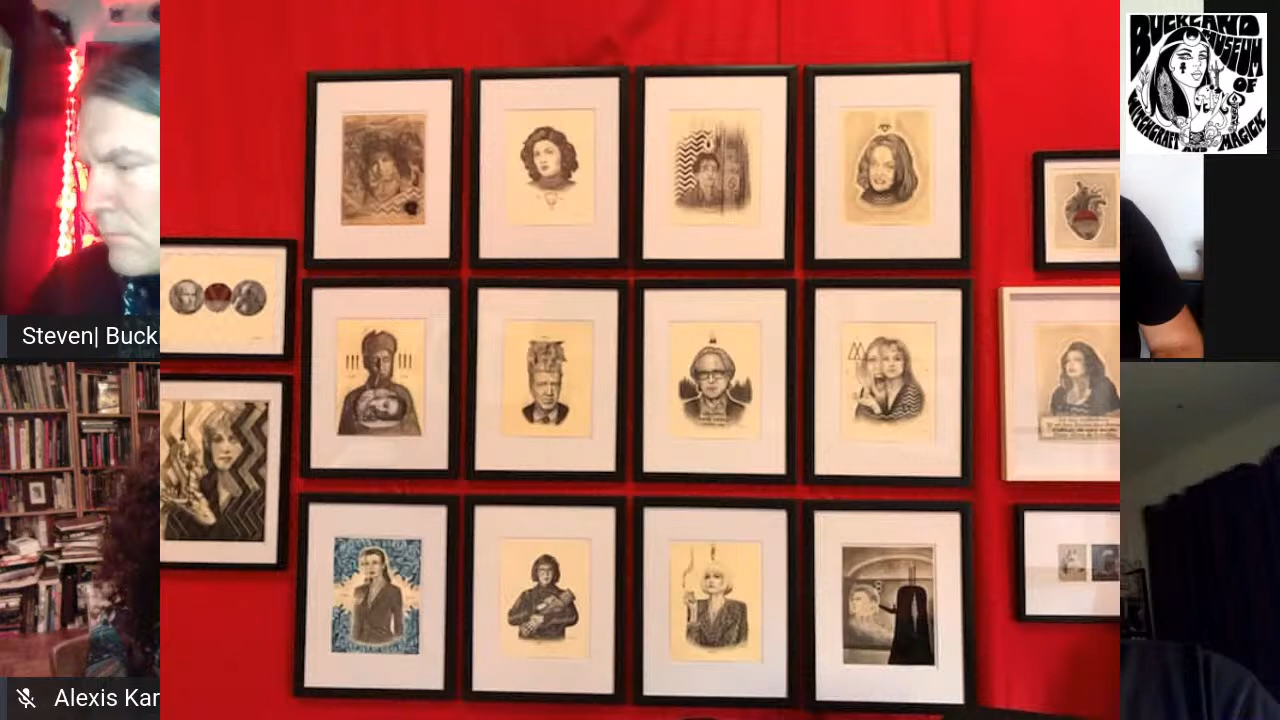 Steven| Buck
Alexis Kar
BUCKLAND
MUSEUM
OF
WITCHCRAFT
AND
MAGICK